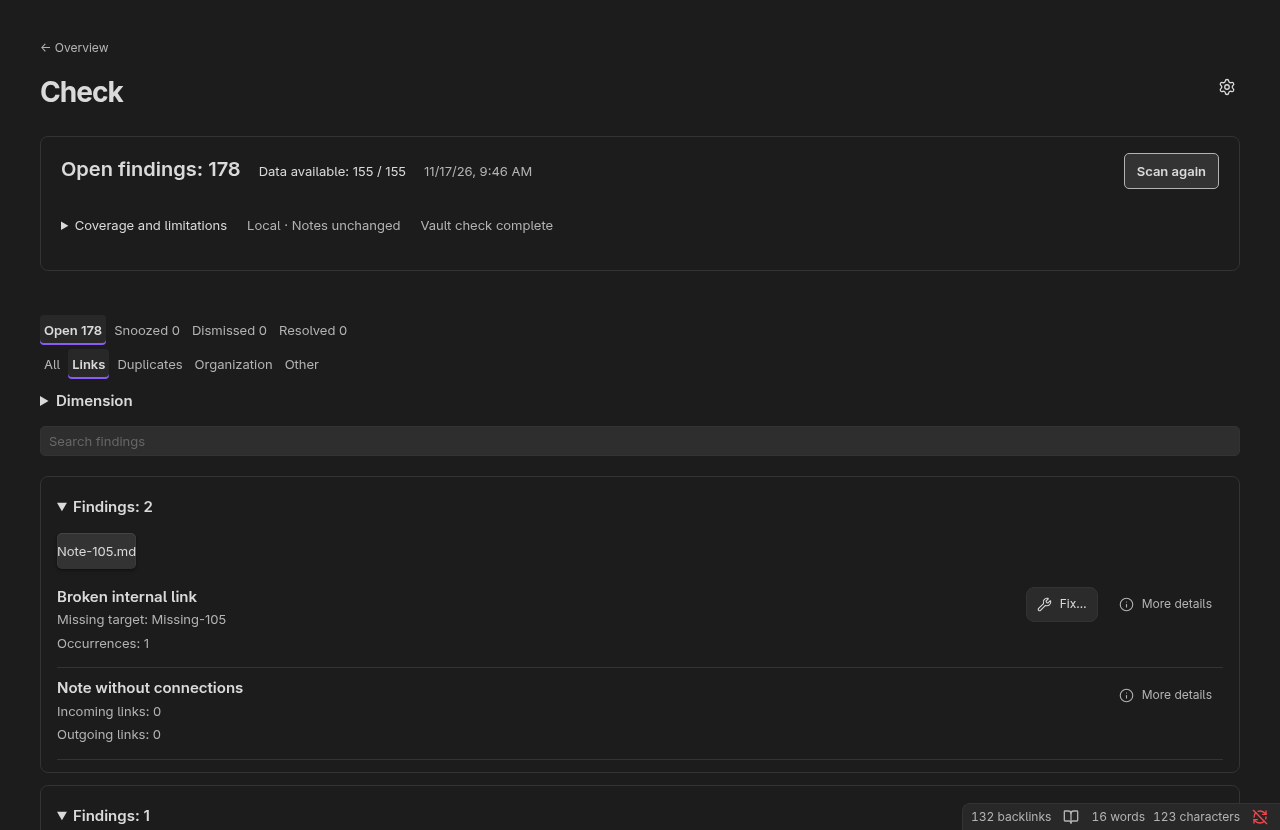 ← Overview
Check
Open findings: 178 Data available: 155 / 155 11/17/26, 9:46 AM Scan again
Coverage and limitations Local · Notes unchanged Vault check complete
Open 178 Snoozed 0 Dismissed 0 Resolved 0
All Links Duplicates Organization Other
Dimension
Search findings
Findings: 2
Note-105.md
Broken internal link
Fix... More details
Missing target: Missing-105
Occurrences: 1
Note without connections
More details
Incoming links: 0
Outgoing links: 0
Findings: 1
132 backlinks 16 words 123 characters